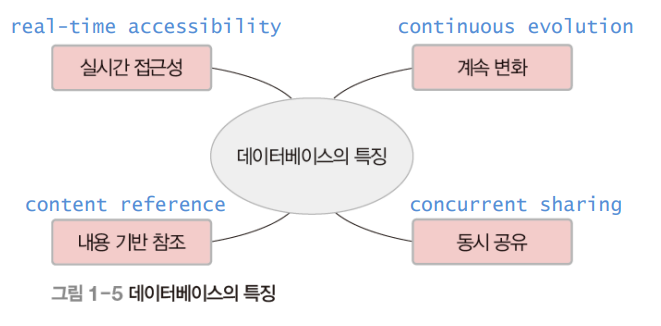 real-time accessibility
continuous evolution
실시간 접근성
계속 변화
데이터베이스의 특징
content reference
concurrent sharing
내용 기반 참조
동시 공유
그림 1-5 데이터베이스의 특징